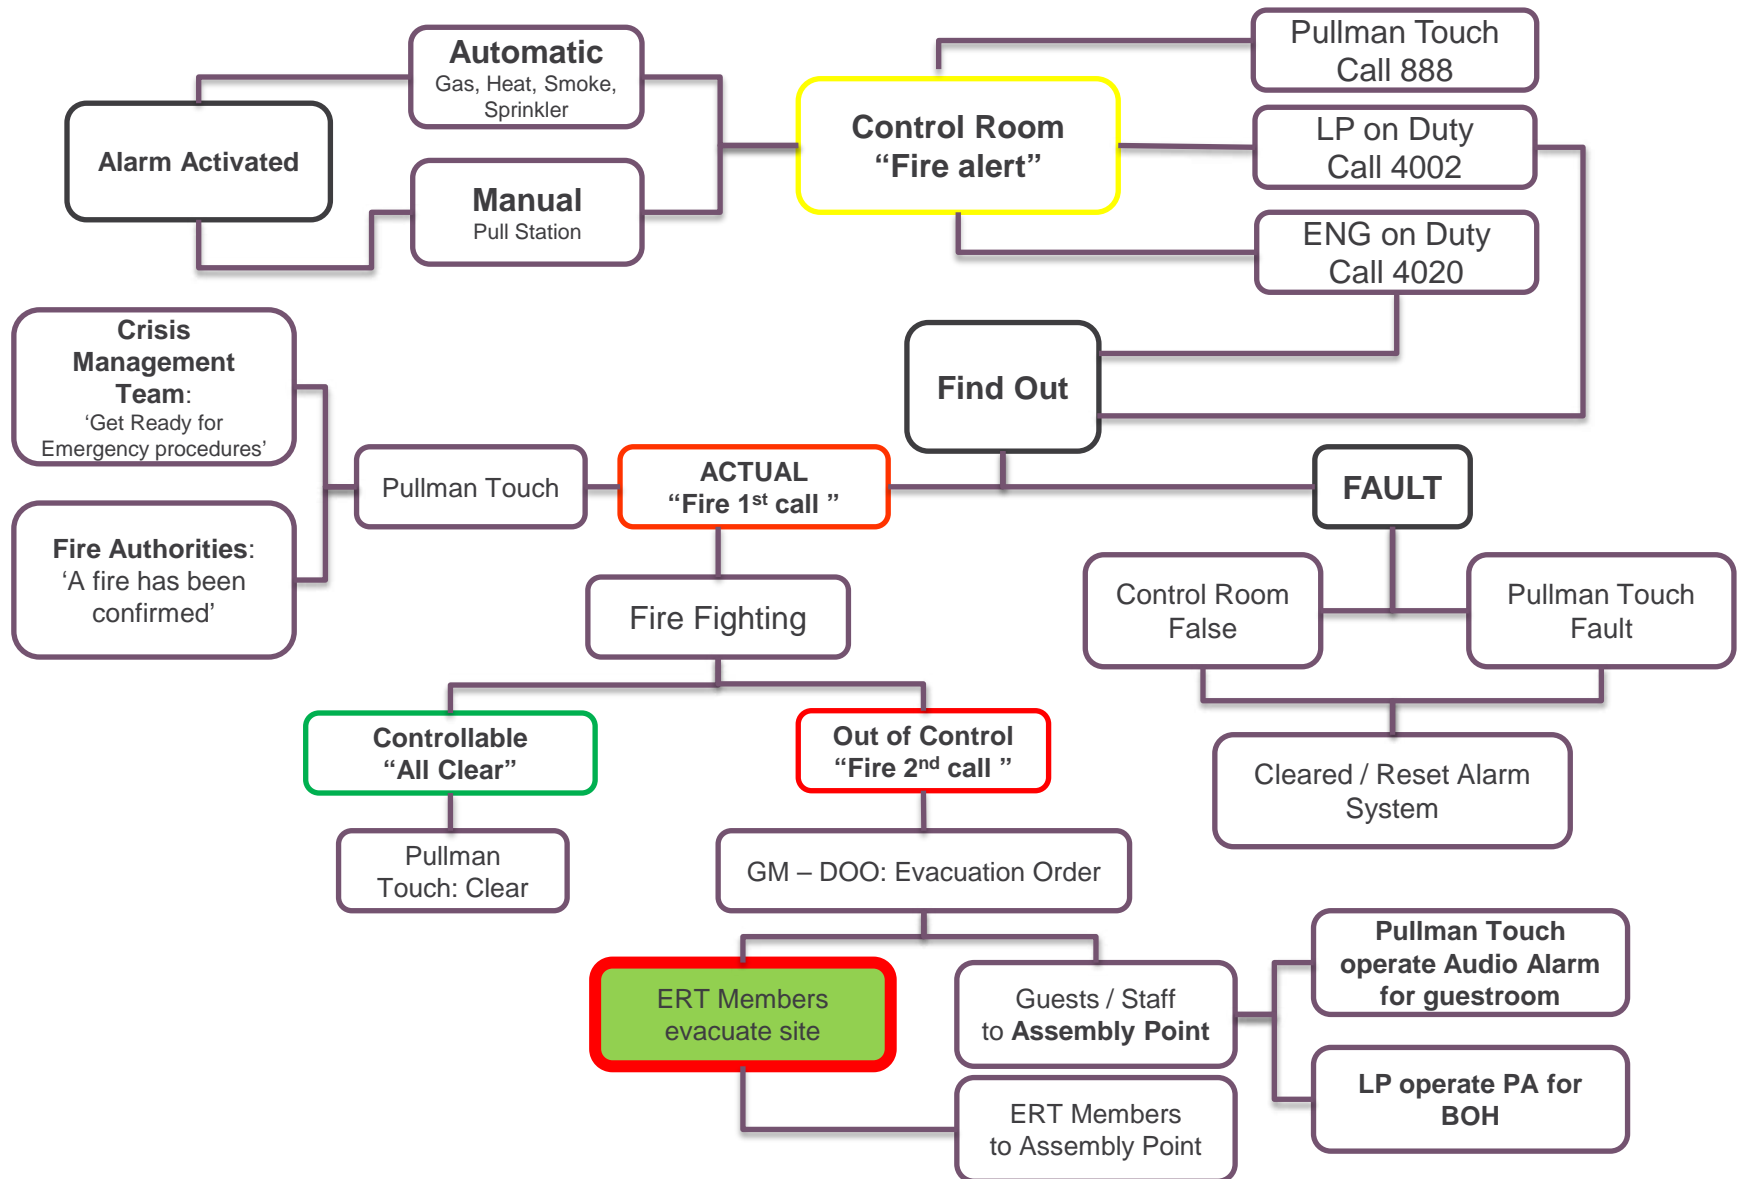 Automatic
Gas, Heat, Smoke,
Sprinkler
Alarm Activated
Manual
Pull Station
Control Room
“Fire alert”
Pullman Touch
Call 888
LP on Duty
Call 4002
ENG on Duty
Call 4020
Find Out
Crisis
Management
Team:
‘Get Ready for
Emergency procedures’
Fire Authorities:
‘A fire has been
confirmed’
Pullman Touch
ACTUAL
“Fire 1st call ”
FAULT
Fire Fighting
Control Room
False
Pullman Touch
Fault
Cleared / Reset Alarm
System
Controllable
“All Clear”
Out of Control
“Fire 2nd call ”
Pullman
Touch: Clear
GM – DOO: Evacuation Order
ERT Members
evacuate site
Guests / Staff
to Assembly Point
Pullman Touch
operate Audio Alarm
for guestroom
LP operate PA for
BOH
ERT Members
to Assembly Point